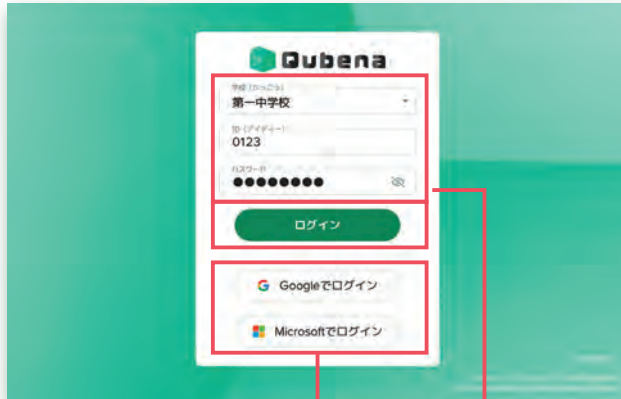 Qubena
学校 (がっこう)
第一中学校
ID (アイディー)
0123
パスワード
●●●●●●●●
ログイン
Googleでログイン
Microsoftでログイン